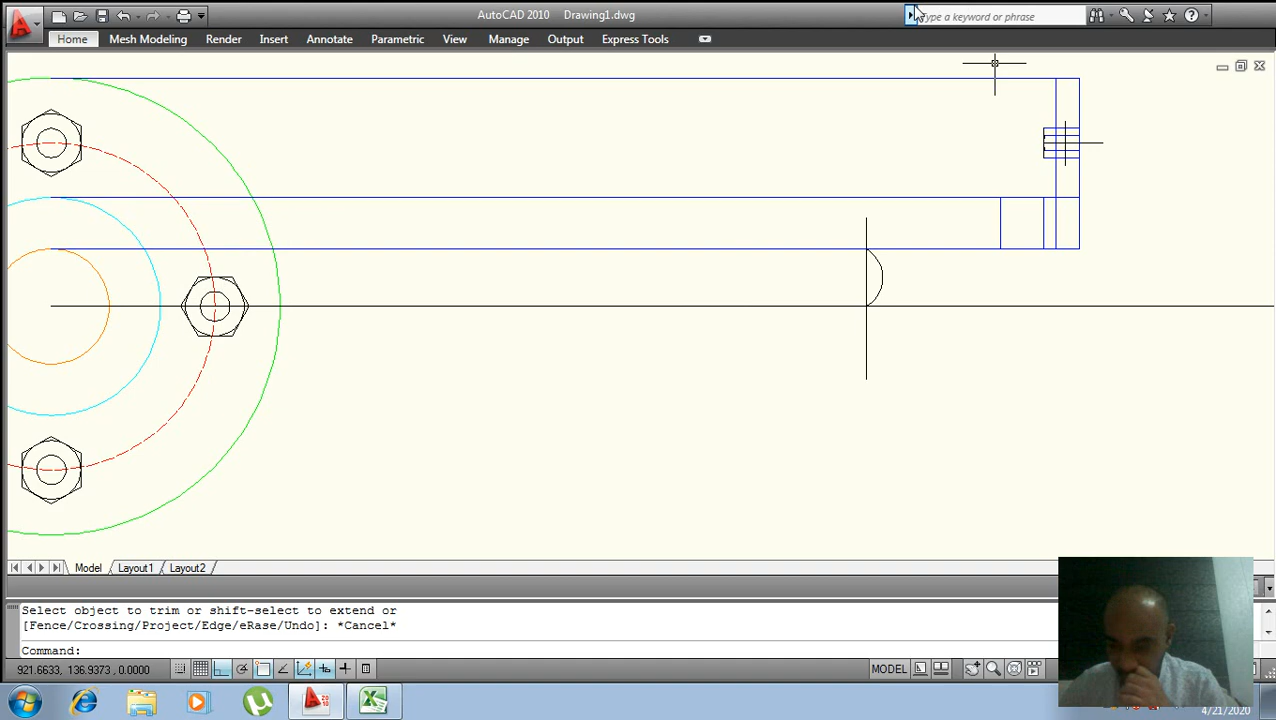 AutoCAD 2010 Drawing1.dwg
Type a keyword or phrase
Home Mesh Modeling Render Insert Annotate Parametric View Manage Output Express Tools
Model Layout1 Layout2
Select object to trim or shift-select to extend or
[Fence/Crossing/Project/Edge/eRase/Undo]: *Cancel*
Command:
921.6633, 136.9373, 0.0000
MODEL
4/21/2020